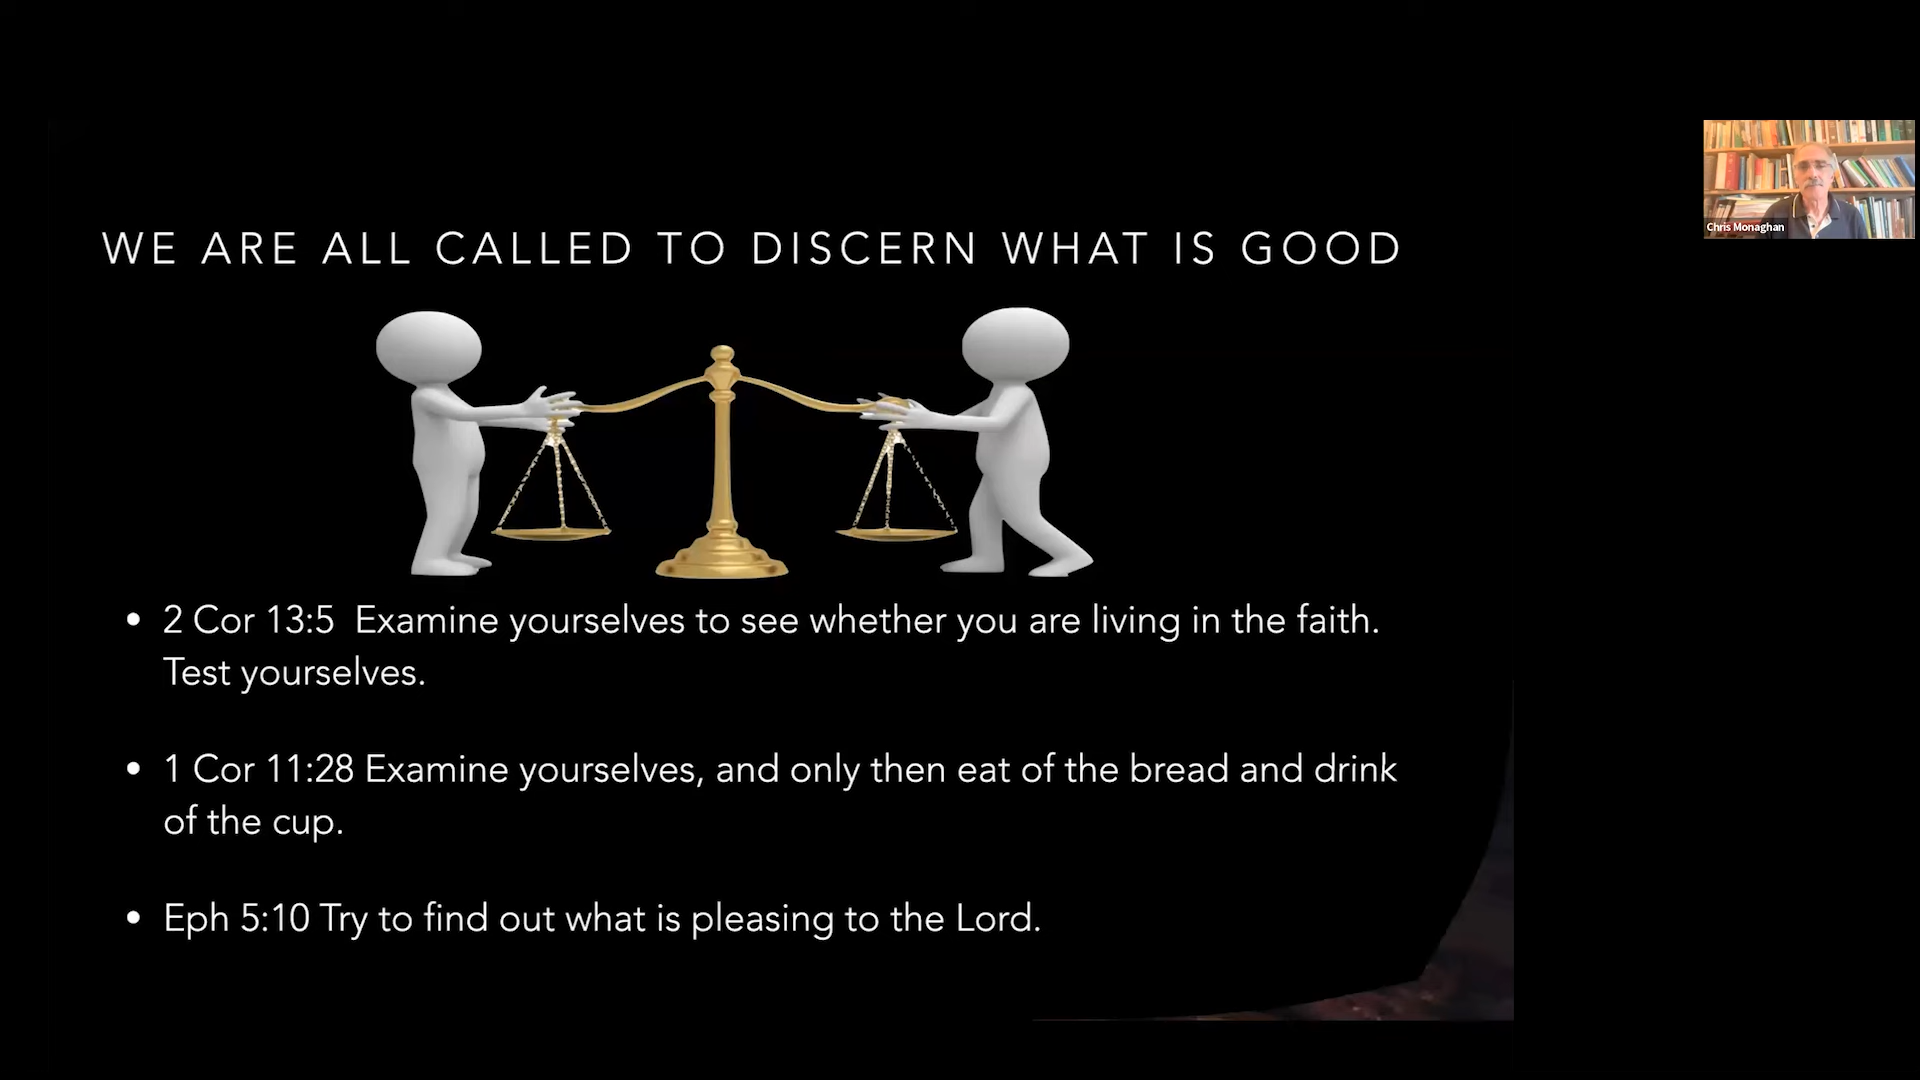 WE ARE ALL CALLED TO DISCERN WHAT IS GOOD
Chris Monaghan
• 2 Cor 13:5 Examine yourselves to see whether you are living in the faith.
Test yourselves.
• 1 Cor 11:28 Examine yourselves, and only then eat of the bread and drink
of the cup.
• Eph 5:10 Try to find out what is pleasing to the Lord.